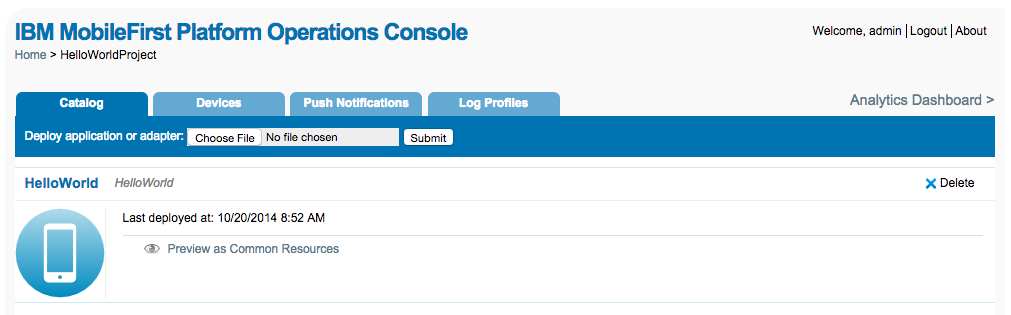 IBM MobileFirst Platform Operations Console
Welcome, admin | Logout | About
Home > HelloWorldProject
Catalog Devices Push Notifications Log Profiles
Analytics Dashboard >
Deploy application or adapter: Choose File No file chosen Submit
HelloWorld HelloWorld Delete
Last deployed at: 10/20/2014 8:52 AM
Preview as Common Resources